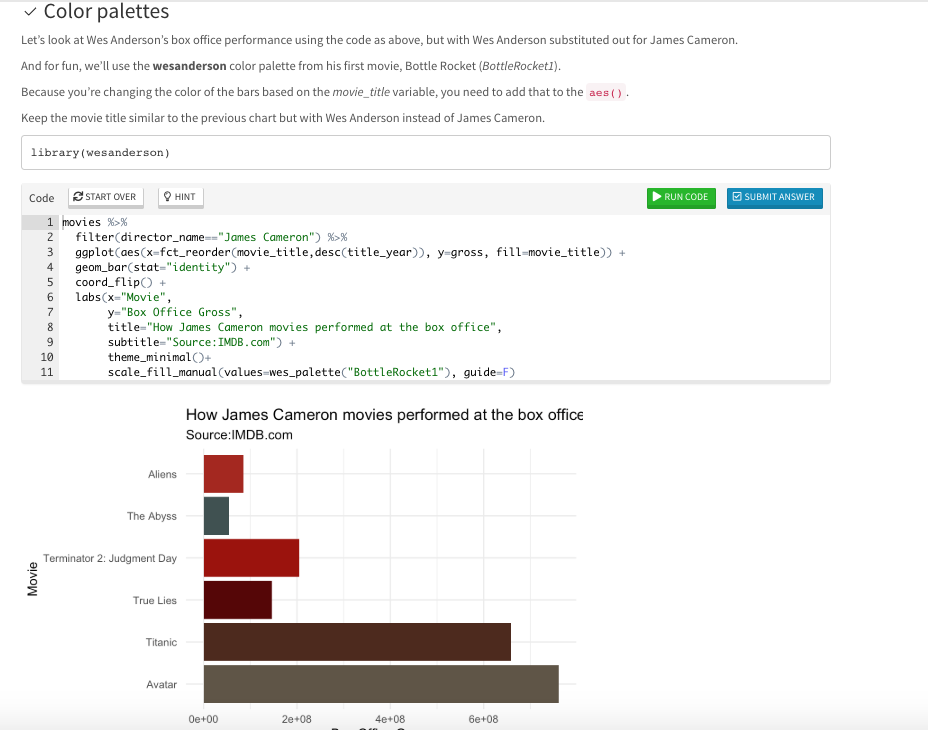 ✓ Color palettes
Let's look at Wes Anderson's box office performance using the code as above, but with Wes Anderson substituted out for James Cameron.
And for fun, we'll use the wesanderson color palette from his first movie, Bottle Rocket (BottleRocket1).
Because you're changing the color of the bars based on the movie_title variable, you need to add that to the aes() .
Keep the movie title similar to the previous chart but with Wes Anderson instead of James Cameron.
library(wesanderson)
Code START OVER HINT RUN CODE SUBMIT ANSWER
1 movies %>%
2 filter(director_name=="James Cameron") %>%
3 ggplot(aes(x=fct_reorder(movie_title,desc(title_year)), y=gross, fill=movie_title)) +
4 geom_bar(stat="identity") +
5 coord_flip() +
6 labs(x="Movie",
7 y="Box Office Gross",
8 title="How James Cameron movies performed at the box office",
9 subtitle="Source:IMDB.com") +
10 theme_minimal()+
11 scale_fill_manual(values=wes_palette("BottleRocket1"), guide=F)
How James Cameron movies performed at the box office
Source:IMDB.com
Aliens
The Abyss
Terminator 2: Judgment Day
True Lies
Titanic
Avatar
Movie
0e+00 2e+08 4e+08 6e+08